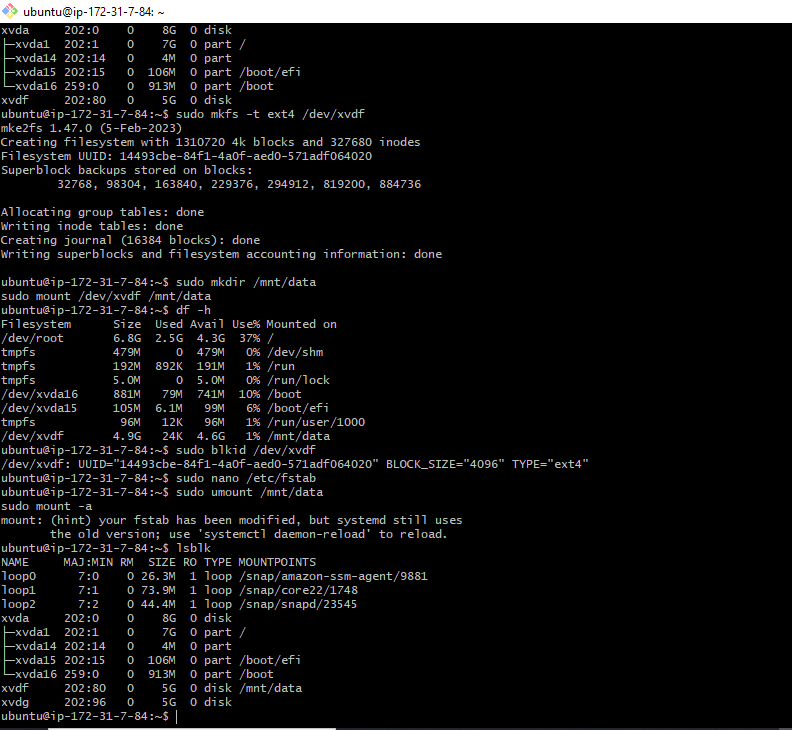 ubuntu@ip-172-31-7-84: ~
xvda     202:0    0    8G  0 disk
├─xvda1  202:1    0    7G  0 part /
├─xvda14 202:14   0    4M  0 part
├─xvda15 202:15   0  106M  0 part /boot/efi
└─xvda16 259:0    0  913M  0 part /boot
xvdf     202:80   0    5G  0 disk
ubuntu@ip-172-31-7-84:~$ sudo mkfs -t ext4 /dev/xvdf
mke2fs 1.47.0 (5-Feb-2023)
Creating filesystem with 1310720 4k blocks and 327680 inodes
Filesystem UUID: 14493cbe-84f1-4a0f-aed0-571adf064020
Superblock backups stored on blocks:
        32768, 98304, 163840, 229376, 294912, 819200, 884736
Allocating group tables: done
Writing inode tables: done
Creating journal (16384 blocks): done
Writing superblocks and filesystem accounting information: done
ubuntu@ip-172-31-7-84:~$ sudo mkdir /mnt/data
sudo mount /dev/xvdf /mnt/data
ubuntu@ip-172-31-7-84:~$ df -h
Filesystem      Size  Used Avail Use% Mounted on
/dev/root       6.8G  2.5G  4.3G  37% /
tmpfs           479M     0  479M   0% /dev/shm
tmpfs           192M  892K  191M   1% /run
tmpfs           5.0M     0  5.0M   0% /run/lock
/dev/xvda16     881M   79M  741M  10% /boot
/dev/xvda15     105M  6.1M   99M   6% /boot/efi
tmpfs            96M   12K   96M   1% /run/user/1000
/dev/xvdf       4.9G   24K  4.6G   1% /mnt/data
ubuntu@ip-172-31-7-84:~$ sudo blkid /dev/xvdf
/dev/xvdf: UUID="14493cbe-84f1-4a0f-aed0-571adf064020" BLOCK_SIZE="4096" TYPE="ext4"
ubuntu@ip-172-31-7-84:~$ sudo nano /etc/fstab
ubuntu@ip-172-31-7-84:~$ sudo umount /mnt/data
sudo mount -a
mount: (hint) your fstab has been modified, but systemd still uses
       the old version; use 'systemctl daemon-reload' to reload.
ubuntu@ip-172-31-7-84:~$ lsblk
NAME     MAJ:MIN RM  SIZE RO TYPE MOUNTPOINTS
loop0      7:0    0 26.3M  1 loop /snap/amazon-ssm-agent/9881
loop1      7:1    0 73.9M  1 loop /snap/core22/1748
loop2      7:2    0 44.4M  1 loop /snap/snapd/23545
xvda     202:0    0    8G  0 disk
├─xvda1  202:1    0    7G  0 part /
├─xvda14 202:14   0    4M  0 part
├─xvda15 202:15   0  106M  0 part /boot/efi
└─xvda16 259:0    0  913M  0 part /boot
xvdf     202:80   0    5G  0 disk /mnt/data
xvdg     202:96   0    5G  0 disk
ubuntu@ip-172-31-7-84:~$